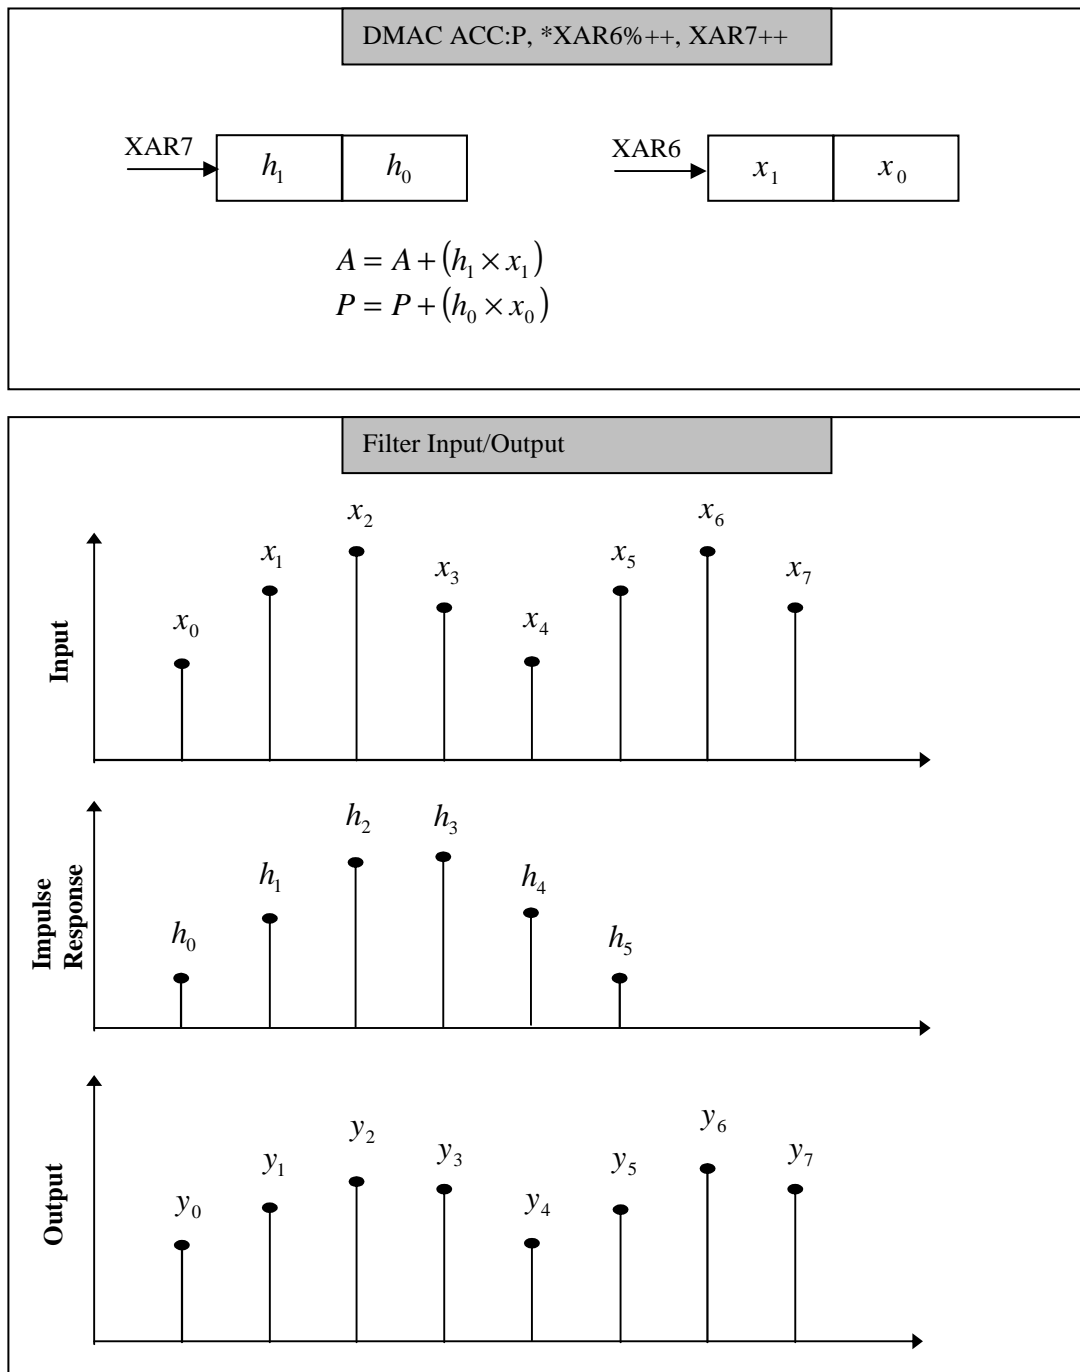 DMAC ACC:P, *XAR6%++, XAR7++
XAR7
h₁ h₀
XAR6
x₁ x₀
A = A + (h₁ × x₁)
P = P + (h₀ × x₀)
Filter Input/Output
Input
x₀ x₁ x₂ x₃ x₄ x₅ x₆ x₇
Impulse
Response
h₀ h₁ h₂ h₃ h₄ h₅
Output
y₀ y₁ y₂ y₃ y₄ y₅ y₆ y₇